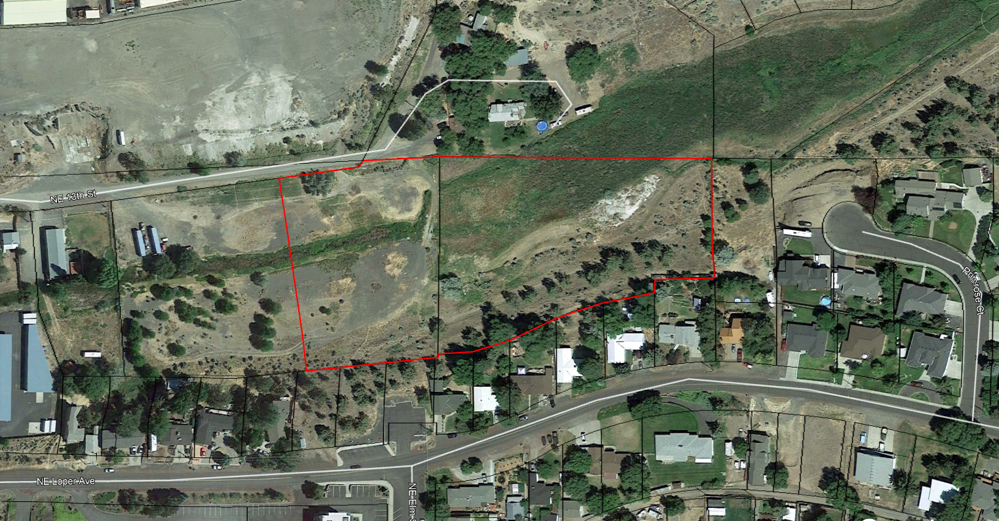 NE 13th St
Primrose Ct
NE Loper Ave
NE Elm S